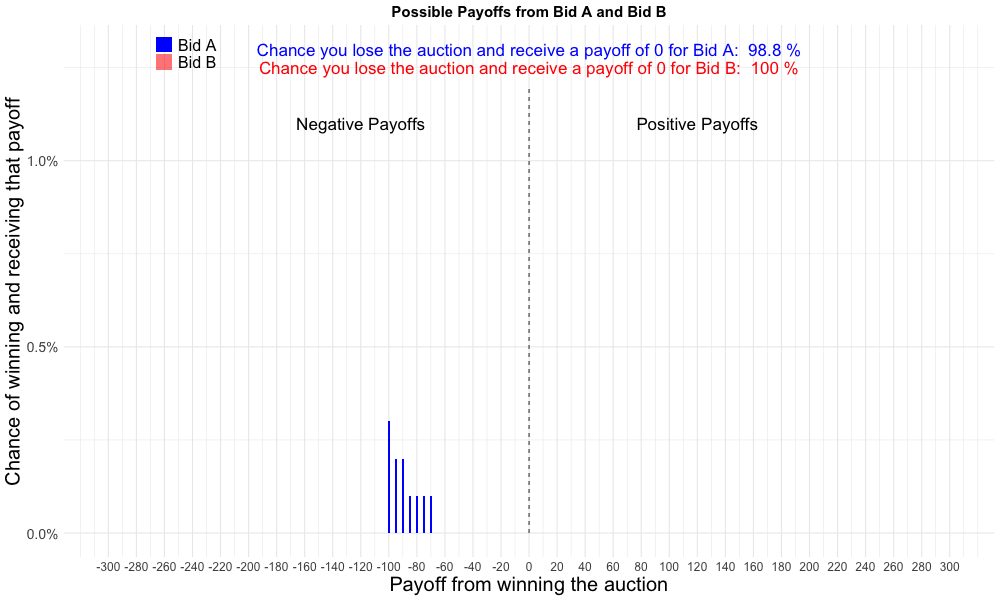 Possible Payoffs from Bid A and Bid B
Bid A
Bid B
Chance you lose the auction and receive a payoff of 0 for Bid A:  98.8 %
Chance you lose the auction and receive a payoff of 0 for Bid B:  100 %
Negative Payoffs
Positive Payoffs
Chance of winning and receiving that payoff
1.0%
0.5%
0.0%
-300 -280 -260 -240 -220 -200 -180 -160 -140 -120 -100 -80 -60 -40 -20 0 20 40 60 80 100 120 140 160 180 200 220 240 260 280 300
Payoff from winning the auction